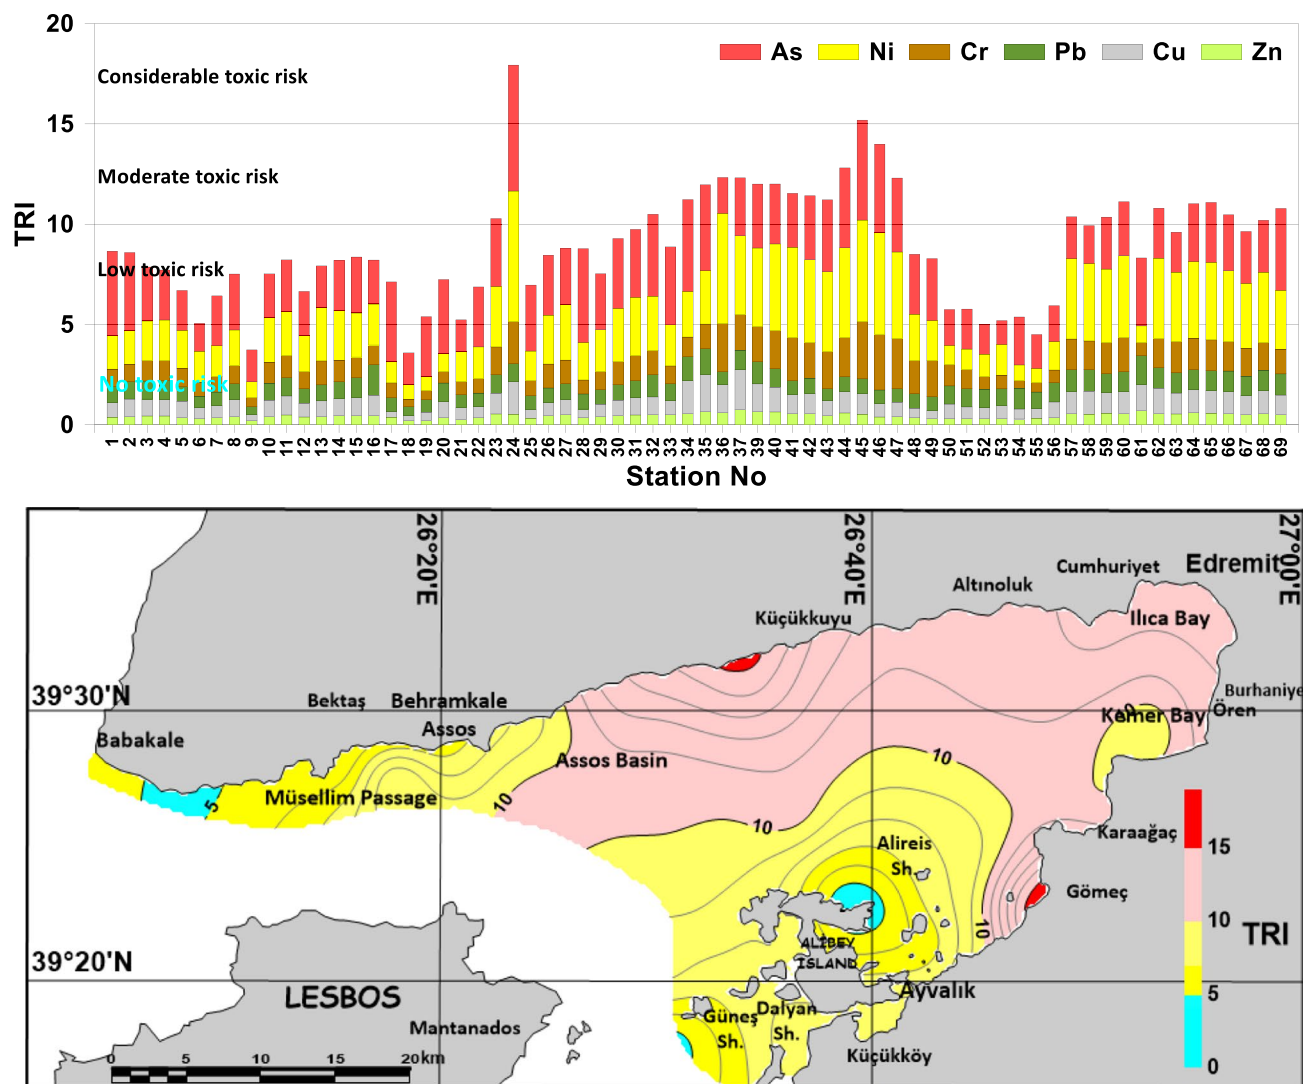 20
As Ni Cr Pb Cu Zn
Considerable toxic risk
15
Moderate toxic risk
TRI
10
Low toxic risk
5
No toxic risk
0
1 2 3 4 5 6 7 8 9 10 11 12 13 14 15 16 17 18 19 20 21 22 23 24 25 26 27 28 29 30 31 32 33 34 35 36 37 39 40 41 42 43 44 45 46 47 48 49 50 51 52 53 54 55 56 57 58 59 60 61 62 63 64 65 66 67 68 69
Station No
26°20'E
26°40'E
27°00'E
Cumhuriyet
Edremit
Altınoluk
Küçükkuyu
Ilıca Bay
39°30'N
Bektaş
Behramkale
Burhaniye
Ören
Kemer Bay
10
Assos
Babakale
Assos Basin
10
Müsellim Passage
5
10
10
Karaağaç
15
Alireis
Sh.
Gömeç
10
10
TRI
ALİBEY
ISLAND
39°20'N
5
LESBOS
Ayvalık
Güneş
Sh.
Dalyan
Sh.
Mantanados
Küçükköy
0
0 5 10 15 20km